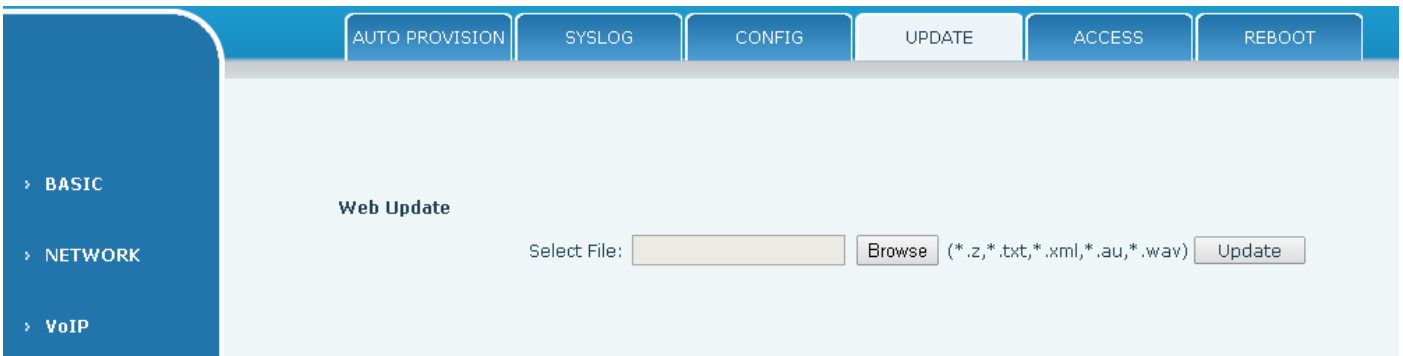 AUTO PROVISION SYSLOG CONFIG UPDATE ACCESS REBOOT
› BASIC
Web Update
› NETWORK
Select File: Browse (*.z,*.txt,*.xml,*.au,*.wav) Update
› VoIP